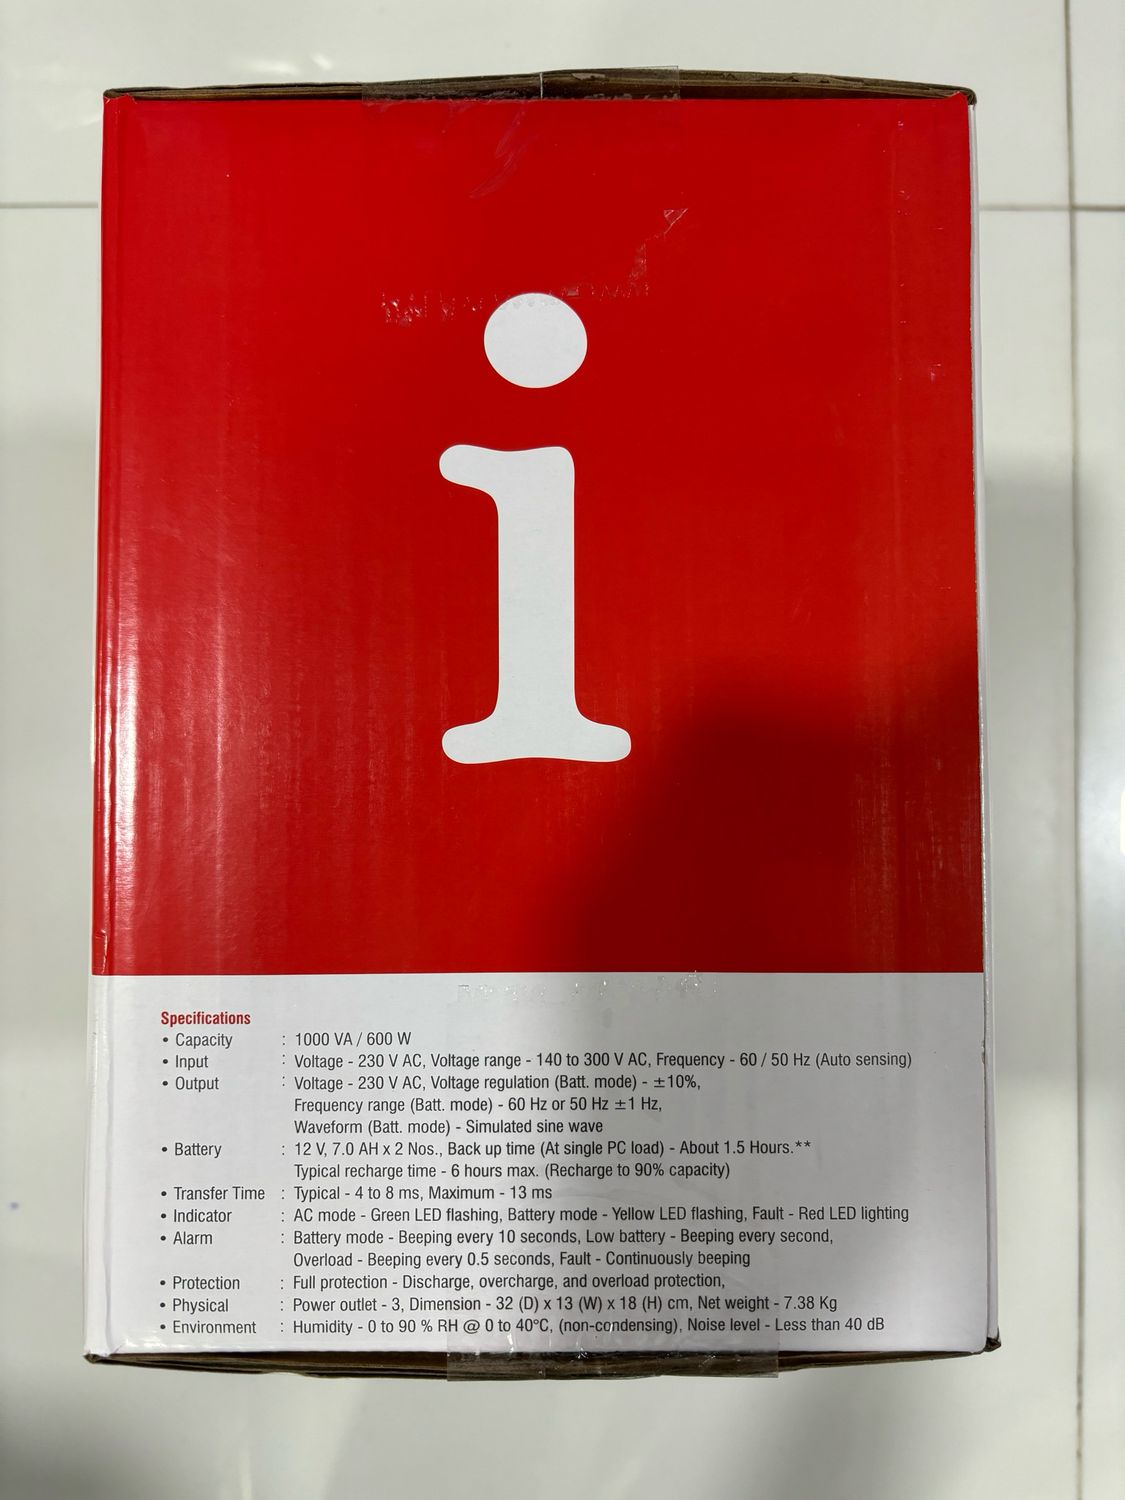 i
Specifications
• Capacity : 1000 VA / 600 W
• Input : Voltage - 230 V AC, Voltage range - 140 to 300 V AC, Frequency - 60 / 50 Hz (Auto sensing)
• Output : Voltage - 230 V AC, Voltage regulation (Batt. mode) - ±10%,
Frequency range (Batt. mode) - 60 Hz or 50 Hz ±1 Hz,
Waveform (Batt. mode) - Simulated sine wave
• Battery : 12 V, 7.0 AH x 2 Nos., Back up time (At single PC load) - About 1.5 Hours.**
Typical recharge time - 6 hours max. (Recharge to 90% capacity)
• Transfer Time : Typical - 4 to 8 ms, Maximum - 13 ms
• Indicator : AC mode - Green LED flashing, Battery mode - Yellow LED flashing, Fault - Red LED lighting
• Alarm : Battery mode - Beeping every 10 seconds, Low battery - Beeping every second,
Overload - Beeping every 0.5 seconds, Fault - Continuously beeping
• Protection : Full protection - Discharge, overcharge, and overload protection,
• Physical : Power outlet - 3, Dimension - 32 (D) x 13 (W) x 18 (H) cm, Net weight - 7.38 Kg
• Environment : Humidity - 0 to 90 % RH @ 0 to 40°C, (non-condensing), Noise level - Less than 40 dB